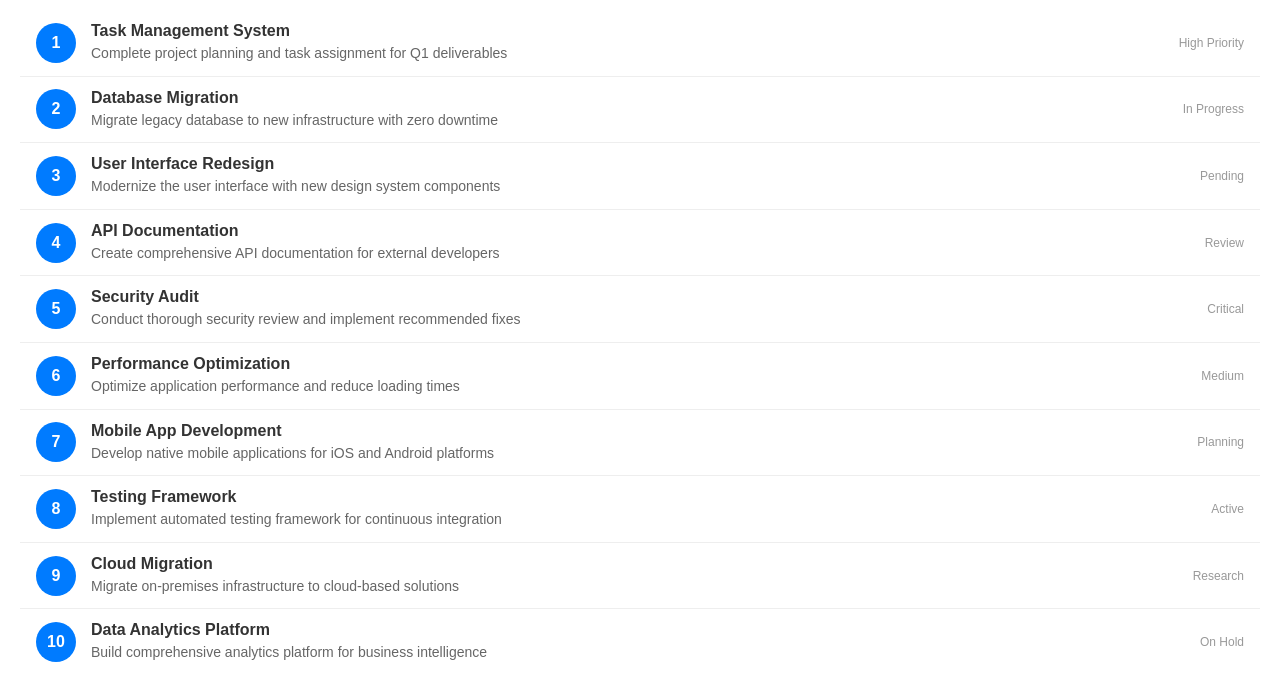 1
Task Management System
Complete project planning and task assignment for Q1 deliverables
High Priority
2
Database Migration
Migrate legacy database to new infrastructure with zero downtime
In Progress
3
User Interface Redesign
Modernize the user interface with new design system components
Pending
4
API Documentation
Create comprehensive API documentation for external developers
Review
5
Security Audit
Conduct thorough security review and implement recommended fixes
Critical
6
Performance Optimization
Optimize application performance and reduce loading times
Medium
7
Mobile App Development
Develop native mobile applications for iOS and Android platforms
Planning
8
Testing Framework
Implement automated testing framework for continuous integration
Active
9
Cloud Migration
Migrate on-premises infrastructure to cloud-based solutions
Research
10
Data Analytics Platform
Build comprehensive analytics platform for business intelligence
On Hold